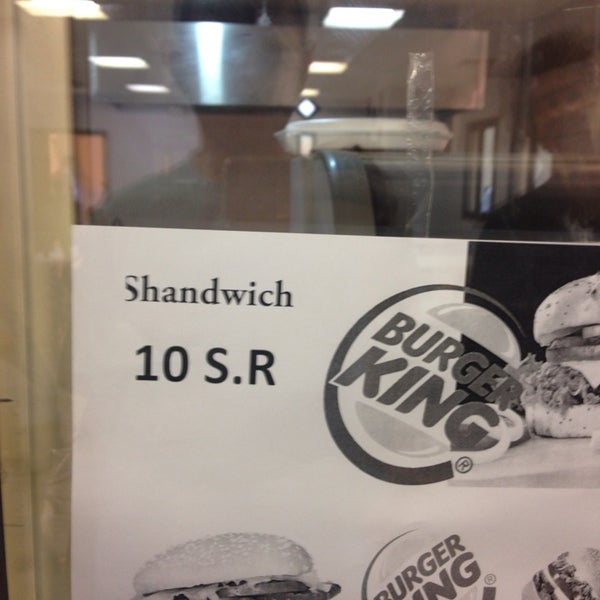 Shandwich
10 S.R
BURGER
KING
®
BURGER
KING
®